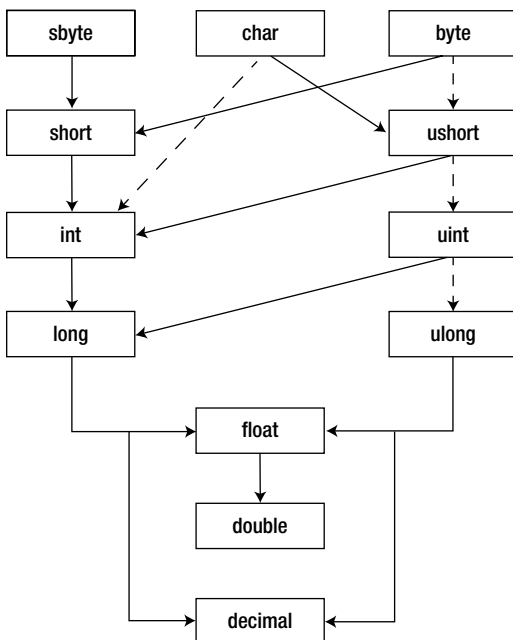 sbyte
char
byte
short
ushort
int
uint
long
ulong
float
double
decimal